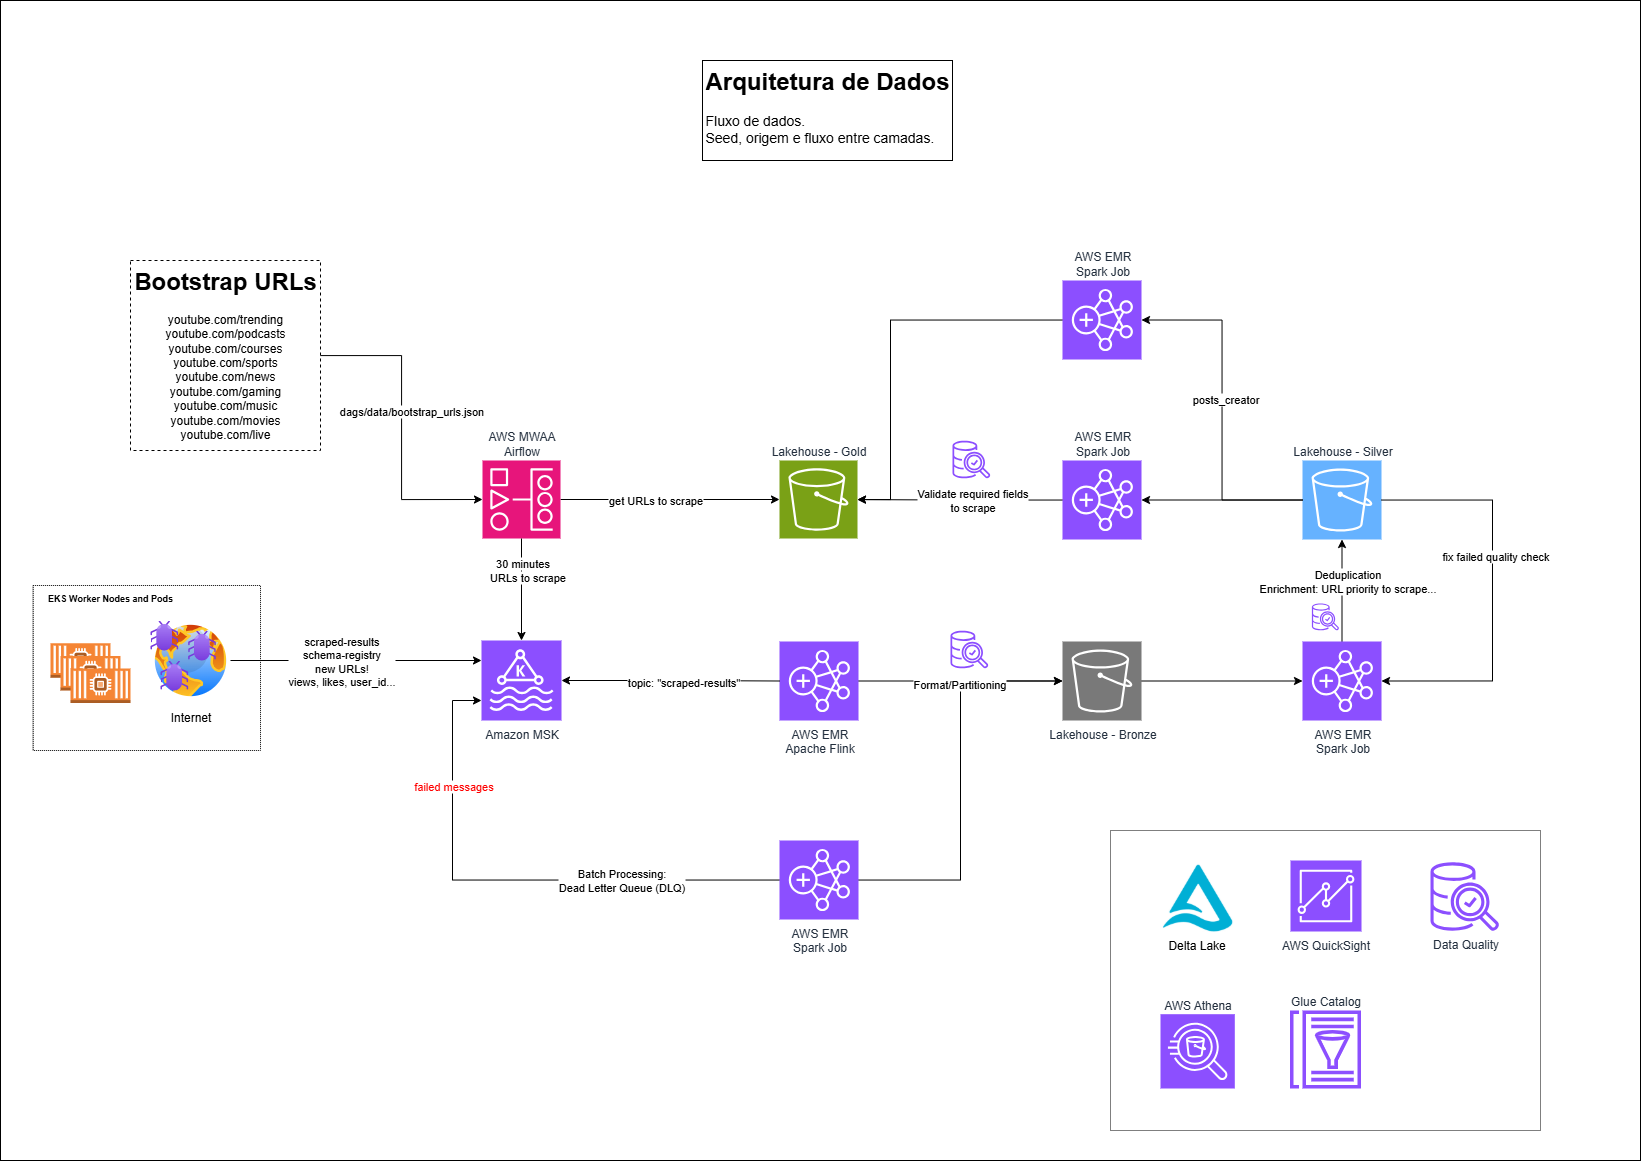 Arquitetura de Dados
Fluxo de dados.
Seed, origem e fluxo entre camadas.
Bootstrap URLs
youtube.com/trending
youtube.com/podcasts
youtube.com/courses
youtube.com/sports
youtube.com/news
youtube.com/gaming
youtube.com/music
youtube.com/movies
youtube.com/live
dags/data/bootstrap_urls.json
AWS MWAA
Airflow
get URLs to scrape
Lakehouse - Gold
Validate required fields
to scrape
AWS EMR
Spark Job
AWS EMR
Spark Job
posts_creator
Lakehouse - Silver
fix failed quality check
30 minutes
URLs to scrape
Deduplication
Enrichment: URL priority to scrape...
EKS Worker Nodes and Pods
Internet
scraped-results
schema-registry
new URLs!
views, likes, user_id...
Amazon MSK
topic: "scraped-results"
AWS EMR
Apache Flink
Format/Partitioning
Lakehouse - Bronze
AWS EMR
Spark Job
failed messages
Batch Processing:
Dead Letter Queue (DLQ)
AWS EMR
Spark Job
Delta Lake
AWS QuickSight
Data Quality
AWS Athena
Glue Catalog
K